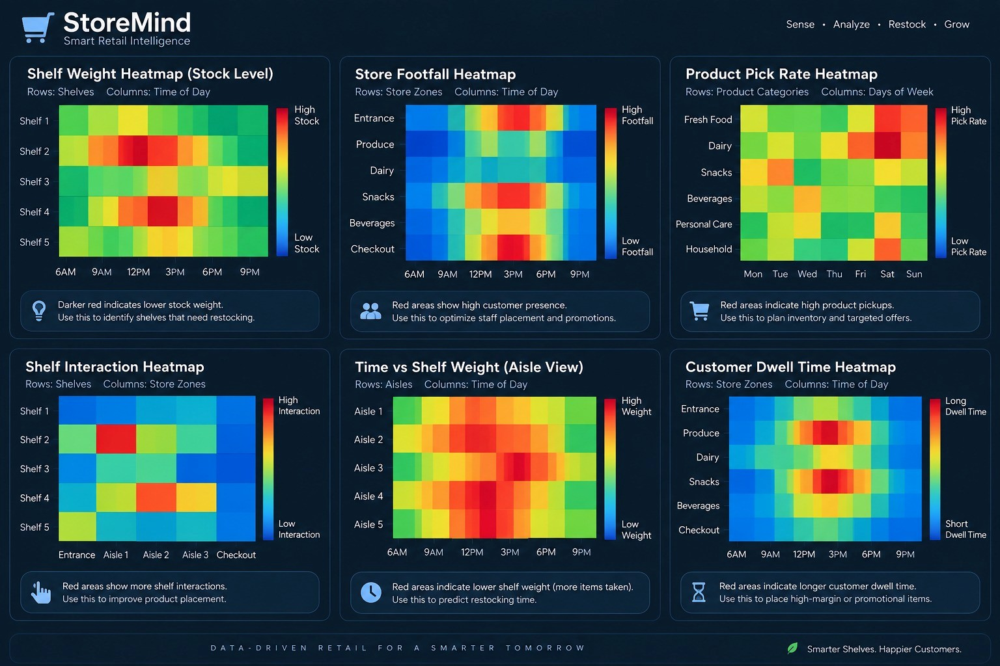 StoreMind
Smart Retail Intelligence
Sense • Analyze • Restock • Grow
Shelf Weight Heatmap (Stock Level)
Rows: Shelves Columns: Time of Day
Shelf 1
Shelf 2
Shelf 3
Shelf 4
Shelf 5
6AM 9AM 12PM 3PM 6PM 9PM
High
Stock
Low
Stock
Darker red indicates lower stock weight.
Use this to identify shelves that need restocking.
Store Footfall Heatmap
Rows: Store Zones Columns: Time of Day
Entrance
Produce
Dairy
Snacks
Beverages
Checkout
6AM 9AM 12PM 3PM 6PM 9PM
High
Footfall
Low
Footfall
Red areas show high customer presence.
Use this to optimize staff placement and promotions.
Product Pick Rate Heatmap
Rows: Product Categories Columns: Days of Week
Fresh Food
Dairy
Snacks
Beverages
Personal Care
Household
Mon Tue Wed Thu Fri Sat Sun
High
Pick Rate
Low
Pick Rate
Red areas indicate high product pickups.
Use this to plan inventory and targeted offers.
Shelf Interaction Heatmap
Rows: Shelves Columns: Store Zones
Shelf 1
Shelf 2
Shelf 3
Shelf 4
Shelf 5
Entrance Aisle 1 Aisle 2 Aisle 3 Checkout
High
Interaction
Low
Interaction
Red areas show more shelf interactions.
Use this to improve product placement.
Time vs Shelf Weight (Aisle View)
Rows: Aisles Columns: Time of Day
Aisle 1
Aisle 2
Aisle 3
Aisle 4
Aisle 5
6AM 9AM 12PM 3PM 6PM 9PM
High
Weight
Low
Weight
Red areas indicate lower shelf weight (more items taken).
Use this to predict restocking time.
Customer Dwell Time Heatmap
Rows: Store Zones Columns: Time of Day
Entrance
Produce
Dairy
Snacks
Beverages
Checkout
6AM 9AM 12PM 3PM 6PM 9PM
Long
Dwell Time
Short
Dwell Time
Red areas indicate longer customer dwell time.
Use this to place high-margin or promotional items.
DATA-DRIVEN RETAIL FOR A SMARTER TOMORROW
Smarter Shelves. Happier Customers.